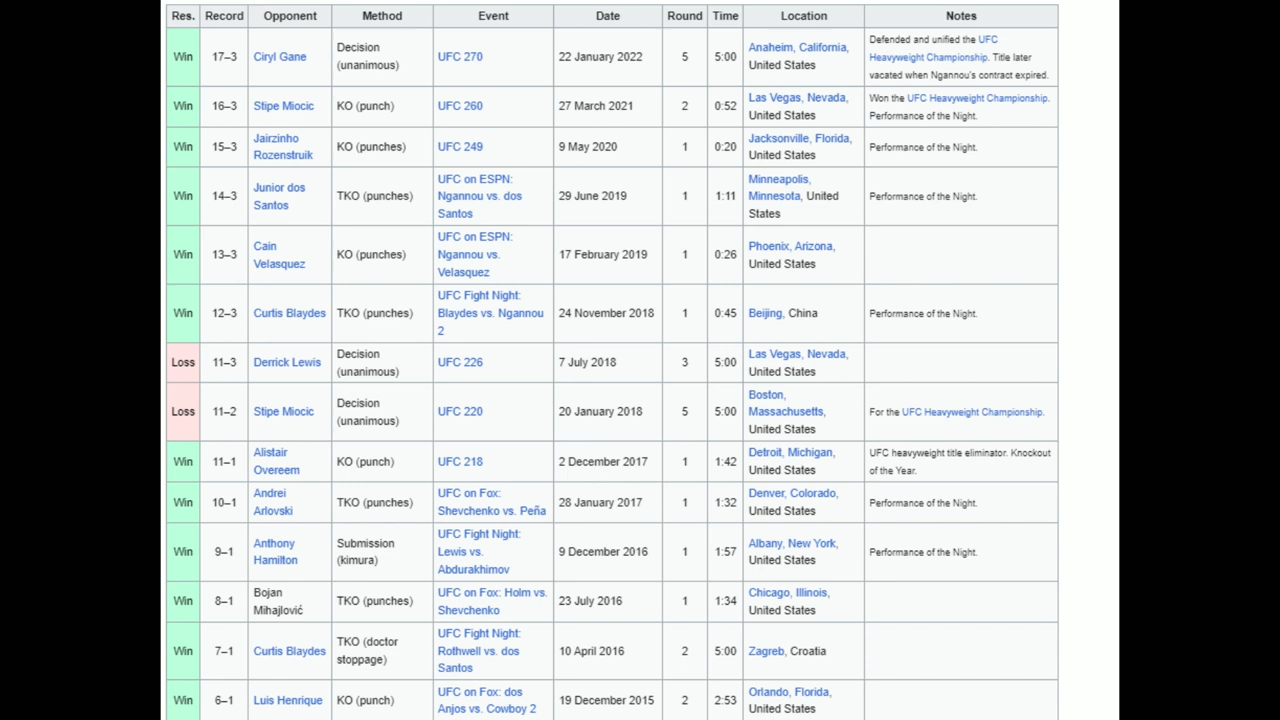 Res. Record Opponent Method Event Date Round Time Location Notes
Win 17–3 Ciryl Gane Decision (unanimous) UFC 270 22 January 2022 5 5:00 Anaheim, California, United States Defended and unified the UFC Heavyweight Championship. Title later vacated when Ngannou's contract expired.
Win 16–3 Stipe Miocic KO (punch) UFC 260 27 March 2021 2 0:52 Las Vegas, Nevada, United States Won the UFC Heavyweight Championship. Performance of the Night.
Win 15–3 Jairzinho Rozenstruik KO (punches) UFC 249 9 May 2020 1 0:20 Jacksonville, Florida, United States Performance of the Night.
Win 14–3 Junior dos Santos TKO (punches) UFC on ESPN: Ngannou vs. dos Santos 29 June 2019 1 1:11 Minneapolis, Minnesota, United States Performance of the Night.
Win 13–3 Cain Velasquez KO (punches) UFC on ESPN: Ngannou vs. Velasquez 17 February 2019 1 0:26 Phoenix, Arizona, United States
Win 12–3 Curtis Blaydes TKO (punches) UFC Fight Night: Blaydes vs. Ngannou 2 24 November 2018 1 0:45 Beijing, China Performance of the Night.
Loss 11–3 Derrick Lewis Decision (unanimous) UFC 226 7 July 2018 3 5:00 Las Vegas, Nevada, United States
Loss 11–2 Stipe Miocic Decision (unanimous) UFC 220 20 January 2018 5 5:00 Boston, Massachusetts, United States For the UFC Heavyweight Championship.
Win 11–1 Alistair Overeem KO (punch) UFC 218 2 December 2017 1 1:42 Detroit, Michigan, United States UFC heavyweight title eliminator. Knockout of the Year.
Win 10–1 Andrei Arlovski TKO (punches) UFC on Fox: Shevchenko vs. Peña 28 January 2017 1 1:32 Denver, Colorado, United States Performance of the Night.
Win 9–1 Anthony Hamilton Submission (kimura) UFC Fight Night: Lewis vs. Abdurakhimov 9 December 2016 1 1:57 Albany, New York, United States Performance of the Night.
Win 8–1 Bojan Mihajlović TKO (punches) UFC on Fox: Holm vs. Shevchenko 23 July 2016 1 1:34 Chicago, Illinois, United States
Win 7–1 Curtis Blaydes TKO (doctor stoppage) UFC Fight Night: Rothwell vs. dos Santos 10 April 2016 2 5:00 Zagreb, Croatia
Win 6–1 Luis Henrique KO (punch) UFC on Fox: dos Anjos vs. Cowboy 2 19 December 2015 2 2:53 Orlando, Florida, United States